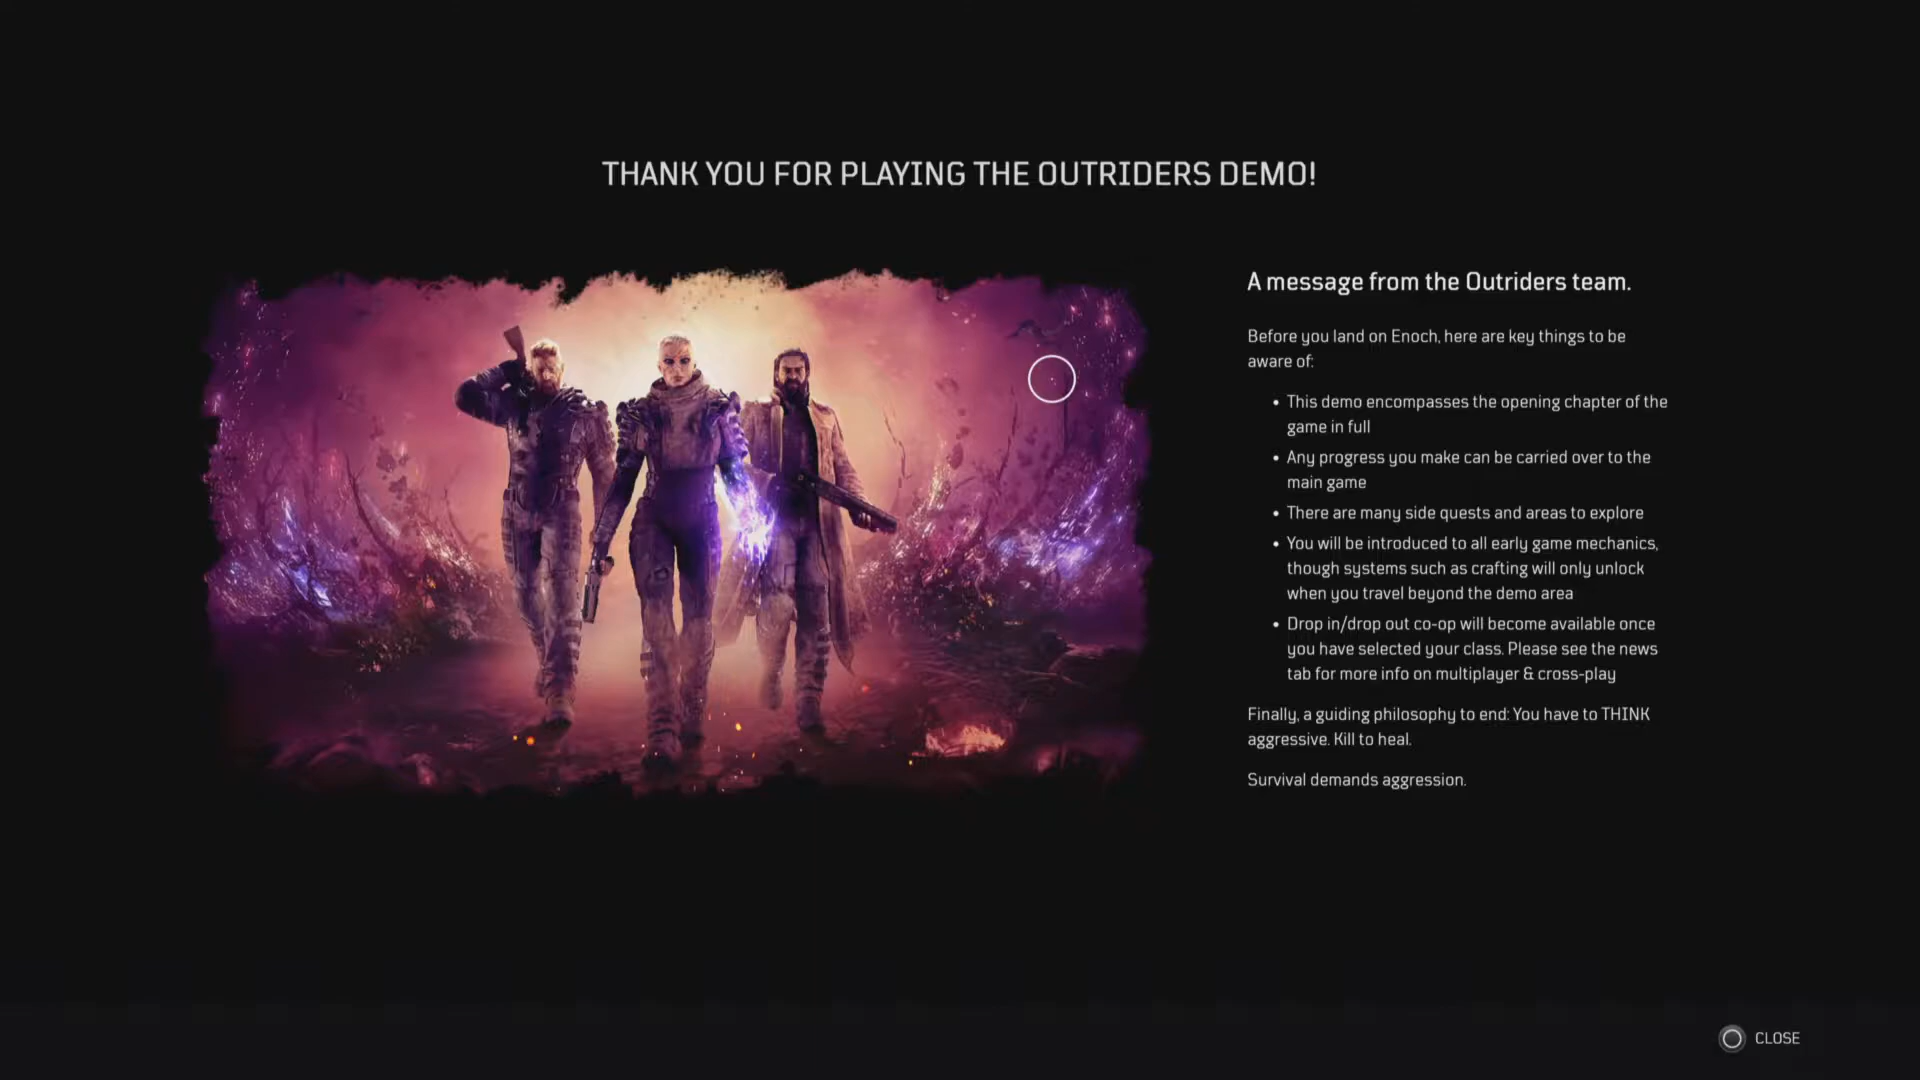 THANK YOU FOR PLAYING THE OUTRIDERS DEMO!
A message from the Outriders team.
Before you land on Enoch, here are key things to be
aware of:
• This demo encompasses the opening chapter of the
game in full
• Any progress you make can be carried over to the
main game
• There are many side quests and areas to explore
• You will be introduced to all early game mechanics,
though systems such as crafting will only unlock
when you travel beyond the demo area
• Drop in/drop out co-op will become available once
you have selected your class. Please see the news
tab for more info on multiplayer & cross-play
Finally, a guiding philosophy to end: You have to THINK
aggressive. Kill to heal.
Survival demands aggression.
CLOSE